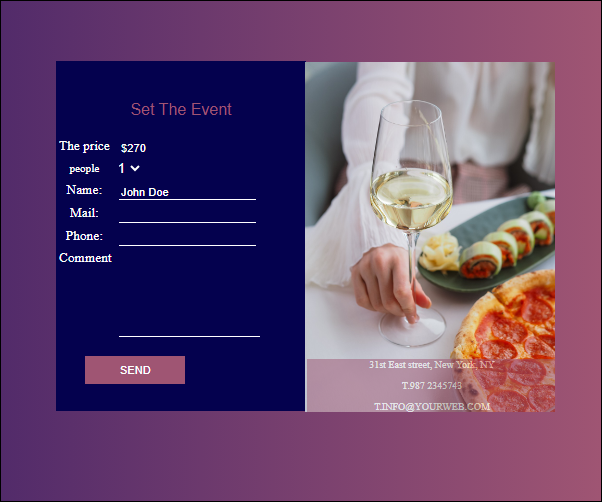 Set The Event
The price $270
people 1
Name: John Doe
Mail:
Phone:
Comment
SEND
31st East street, New York, NY
T.987 2345743
T.INFO@YOURWEB.COM